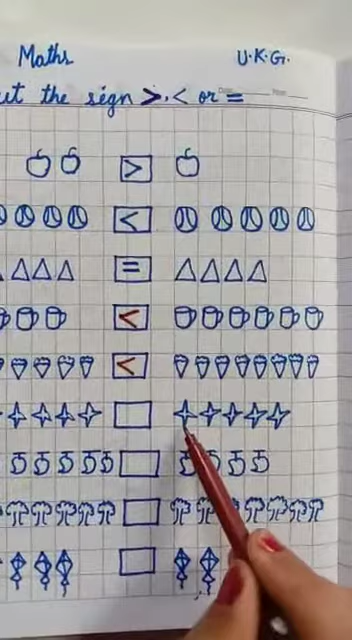 Maths U.K.G.
ut the sign >, < or =
>
<
=
<
<